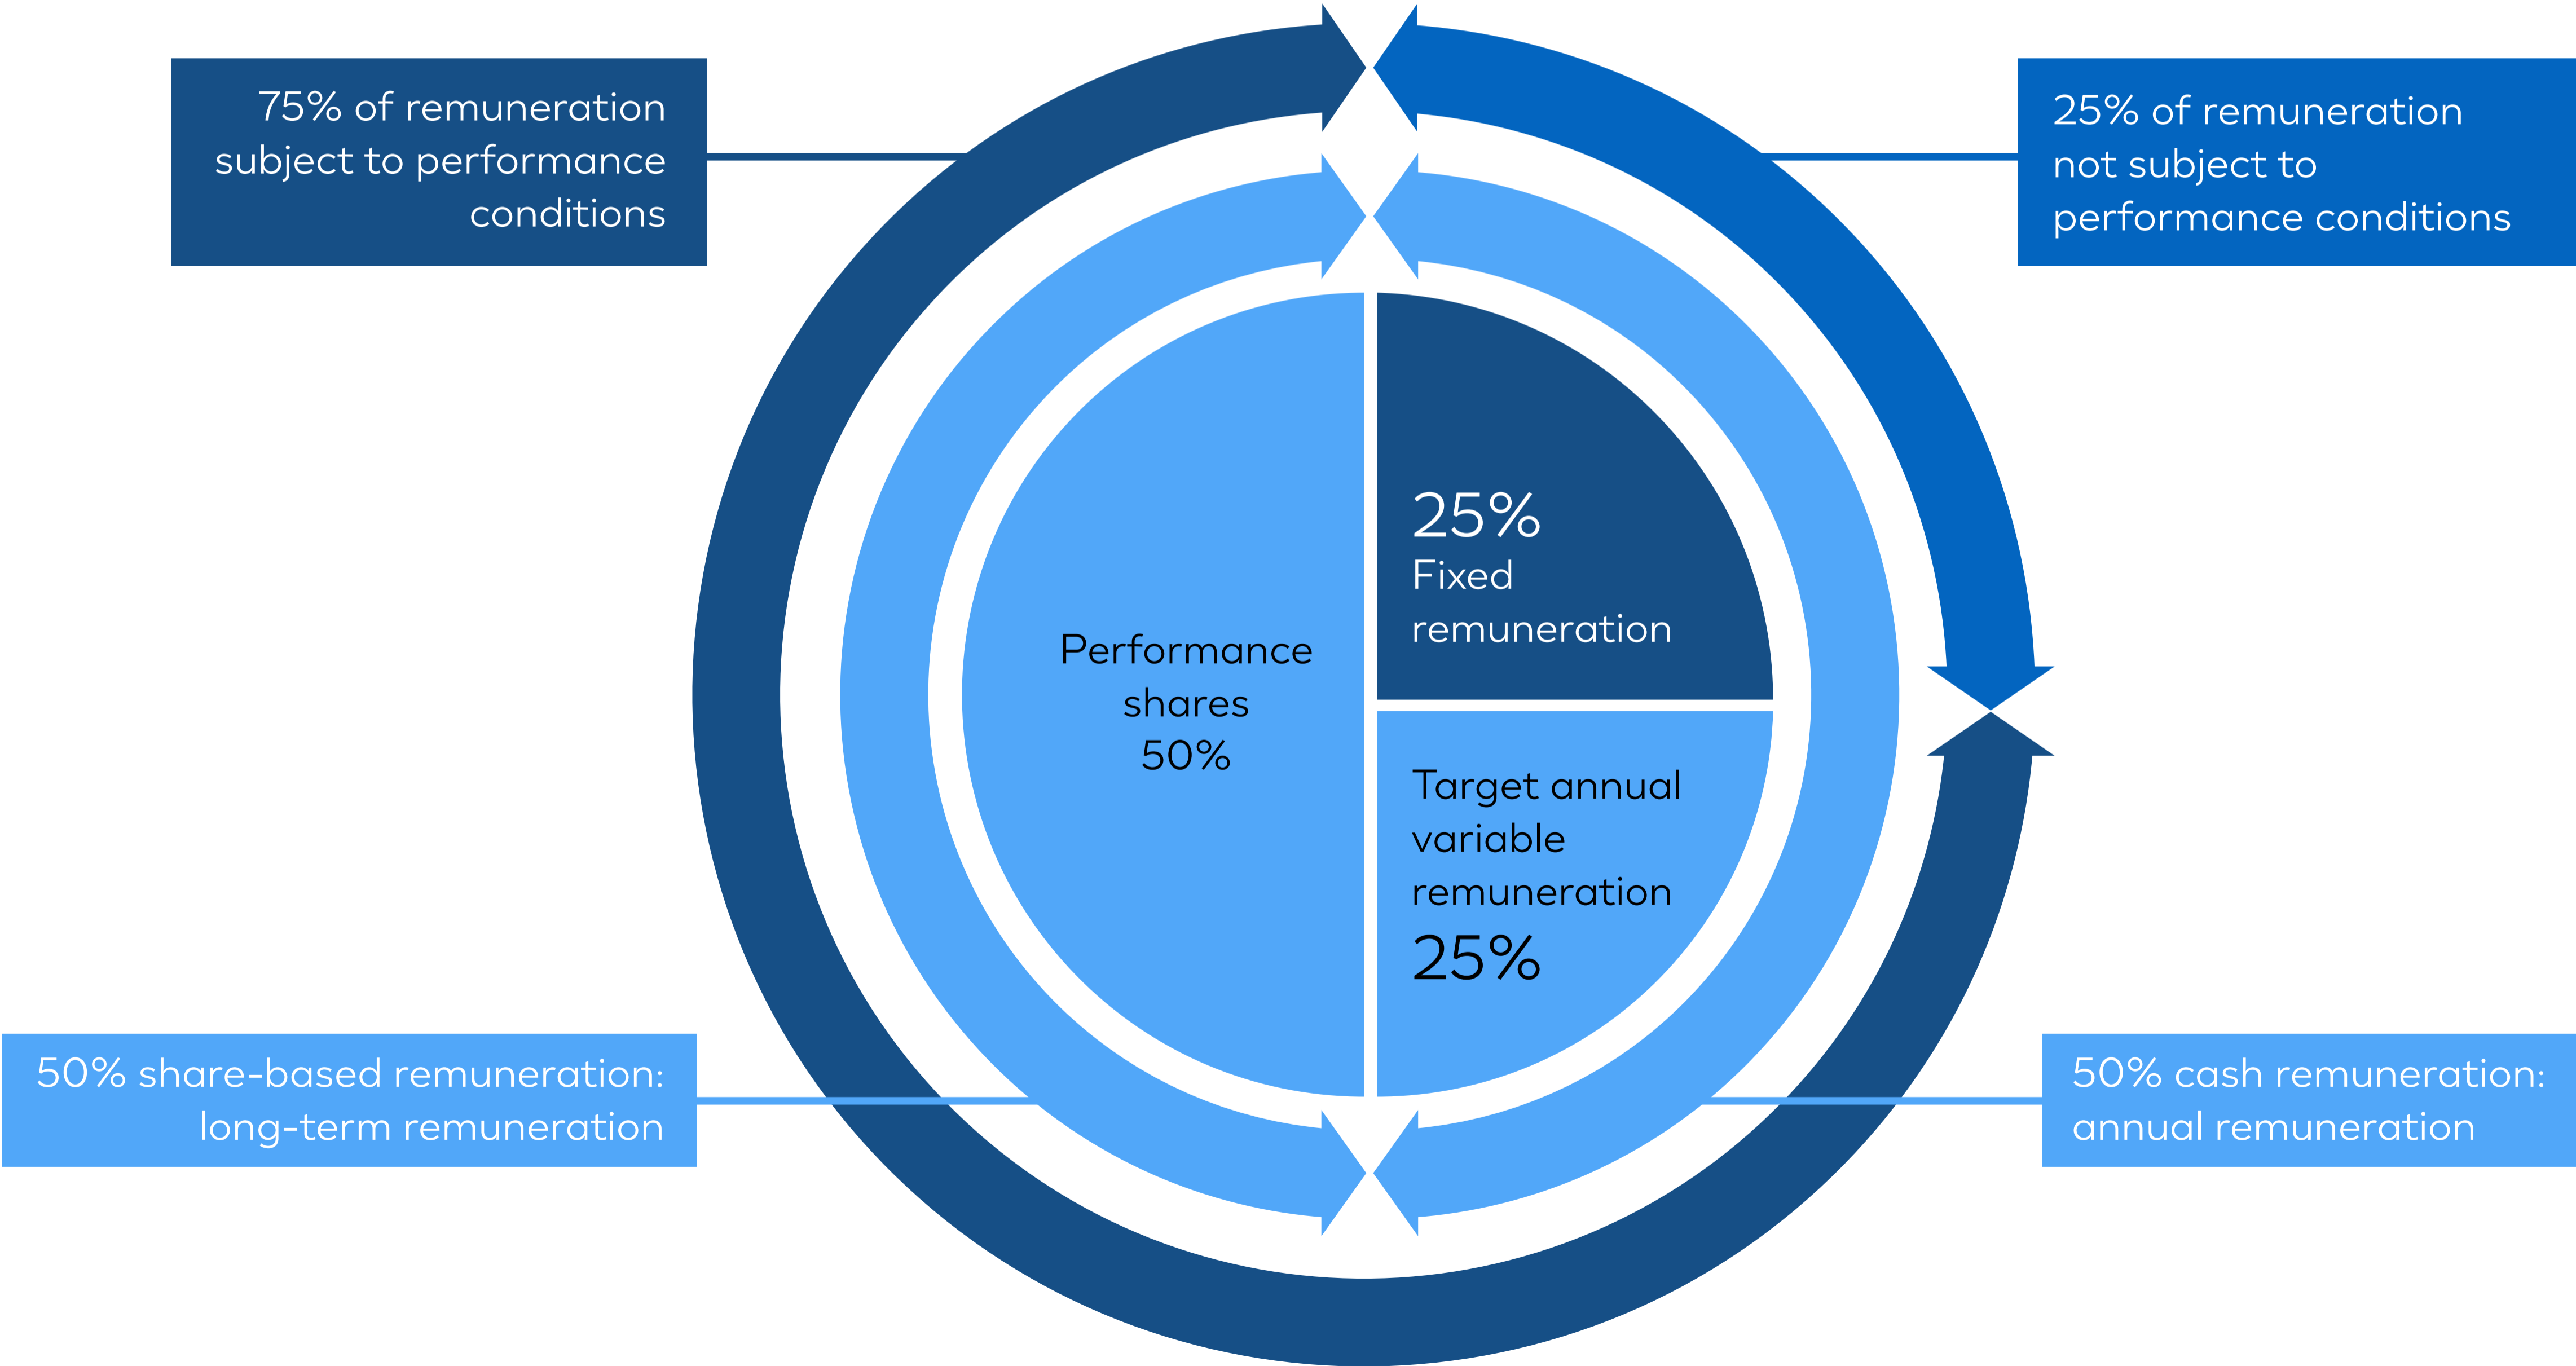 75% of remuneration
subject to performance
conditions
25% of remuneration
not subject to
performance conditions
25%
Fixed
remuneration
Performance
shares
50%
Target annual
variable
remuneration
25%
50% share-based remuneration:
long-term remuneration
50% cash remuneration:
annual remuneration